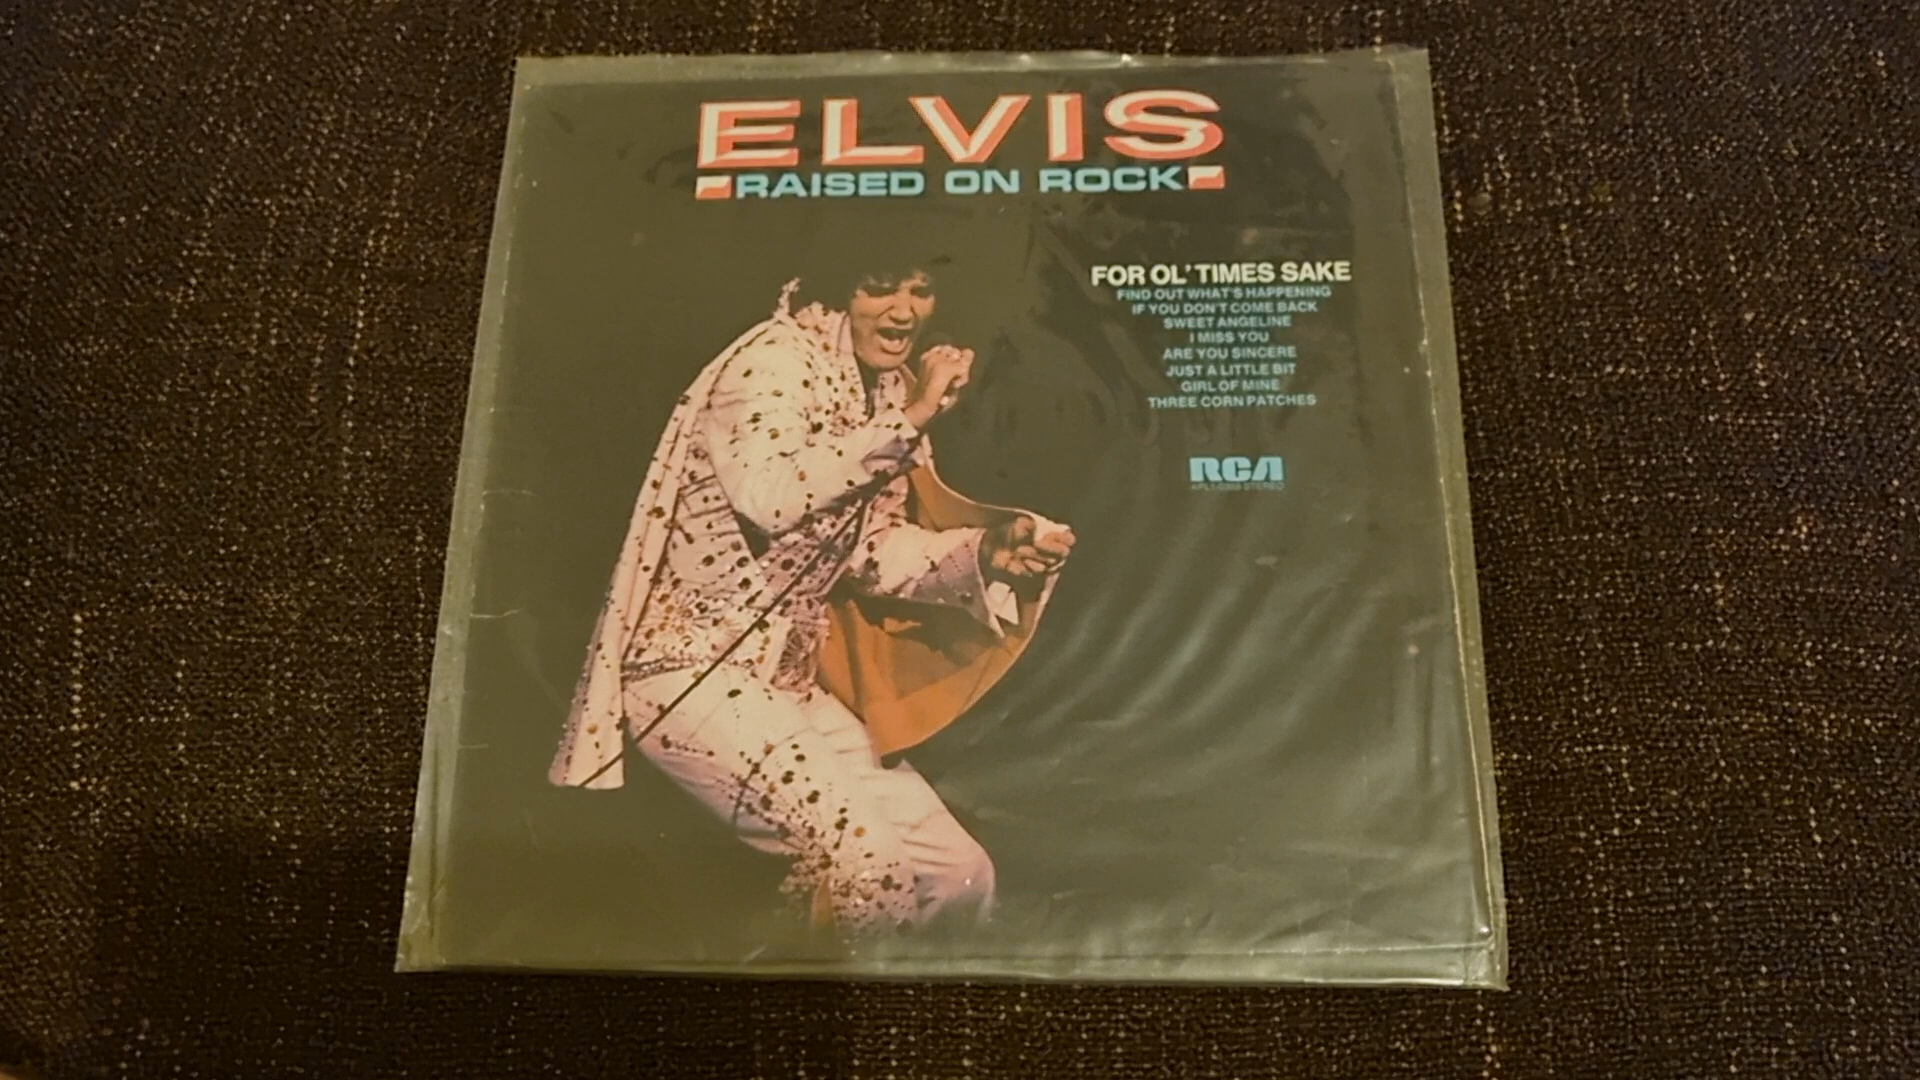 ELVIS
RAISED ON ROCK
FOR OL' TIMES SAKE
FIND OUT WHAT'S HAPPENING
IF YOU DON'T COME BACK
SWEET ANGELINE
I MISS YOU
ARE YOU SINCERE
JUST A LITTLE BIT
GIRL OF MINE
THREE CORN PATCHES
RCA
STEREO